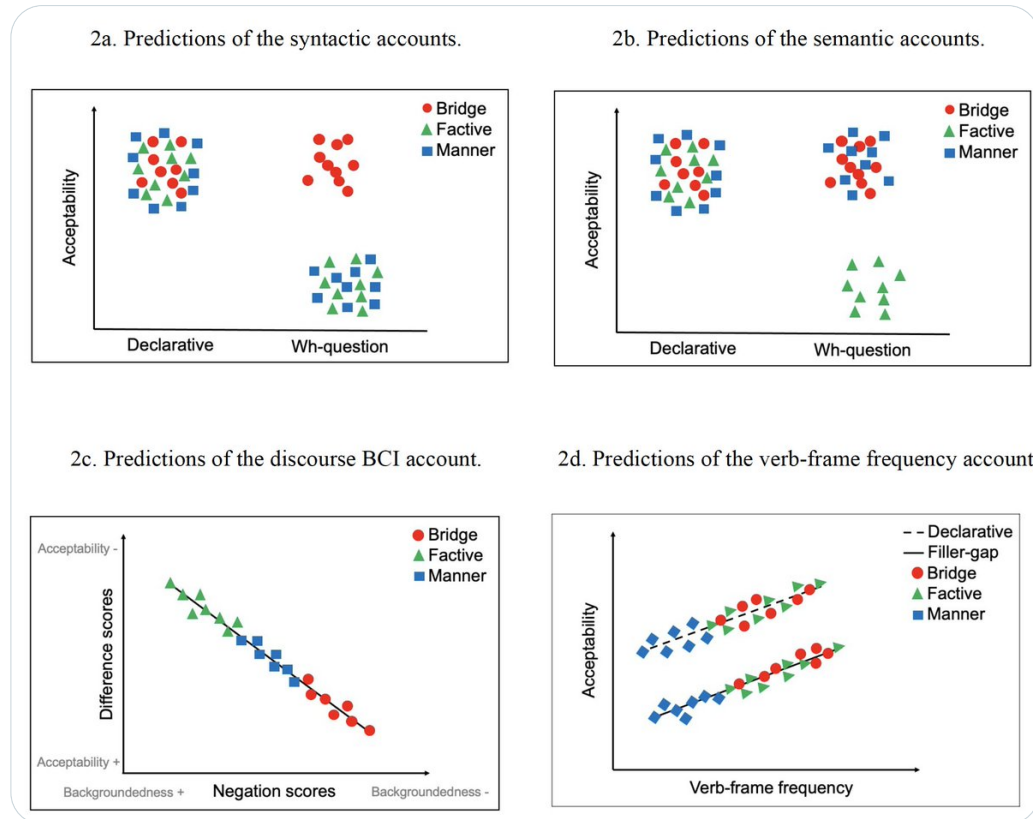 2a. Predictions of the syntactic accounts.
Bridge
Factive
Manner
Acceptability
Declarative
Wh-question
2b. Predictions of the semantic accounts.
Bridge
Factive
Manner
Acceptability
Declarative
Wh-question
2c. Predictions of the discourse BCI account.
Bridge
Factive
Manner
Acceptability -
Difference scores
Acceptability +
Backgroundedness +
Negation scores
Backgroundedness -
2d. Predictions of the verb-frame frequency account
Declarative
Filler-gap
Bridge
Factive
Manner
Acceptability
Verb-frame frequency